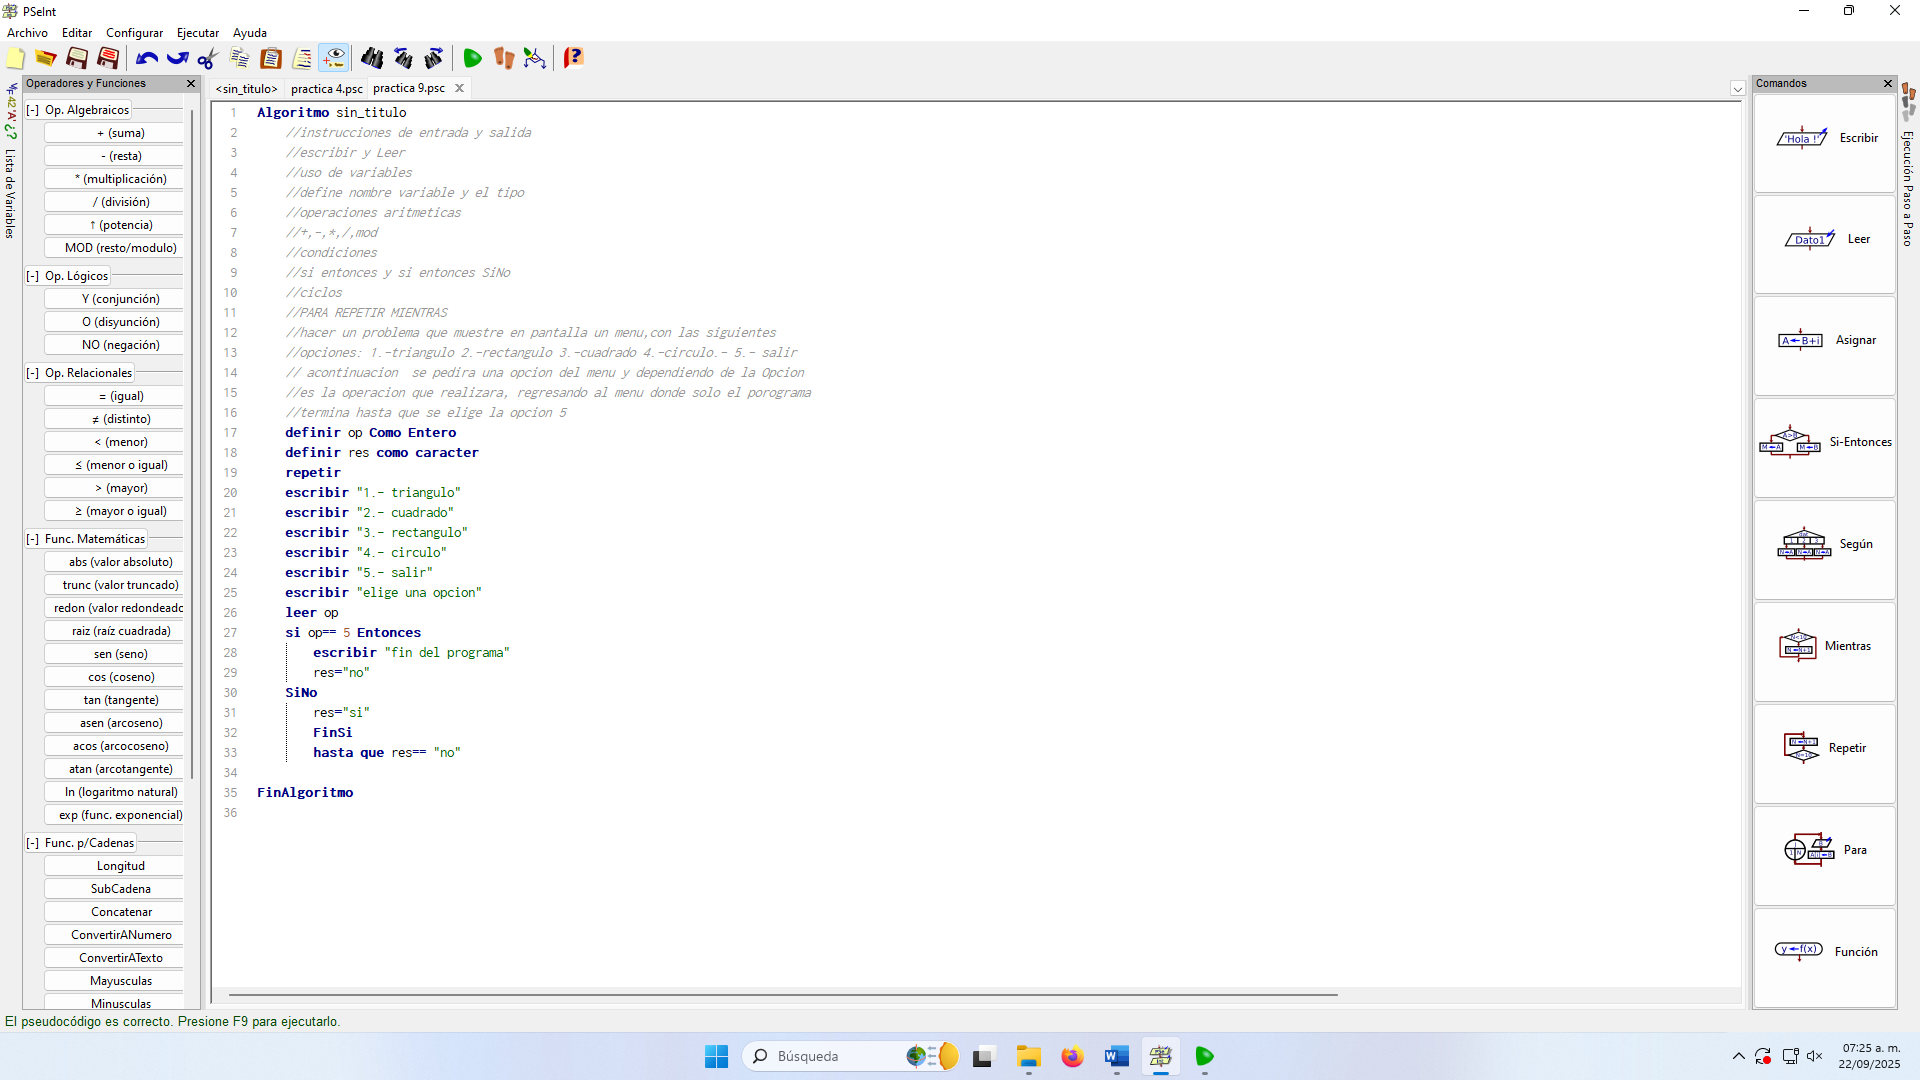 PSeInt
Archivo Editar Configurar Ejecutar Ayuda
Operadores y Funciones
<sin_titulo> practica 4.psc practica 9.psc
Comandos
Lista de Variables
[-] Op. Algebraicos
+ (suma)
- (resta)
* (multiplicación)
/ (división)
↑ (potencia)
MOD (resto/modulo)
[-] Op. Lógicos
Y (conjunción)
O (disyunción)
NO (negación)
[-] Op. Relacionales
= (igual)
≠ (distinto)
< (menor)
≤ (menor o igual)
> (mayor)
≥ (mayor o igual)
[-] Func. Matemáticas
abs (valor absoluto)
trunc (valor truncado)
redon (valor redondeado
raiz (raíz cuadrada)
sen (seno)
cos (coseno)
tan (tangente)
asen (arcoseno)
acos (arcocoseno)
atan (arcotangente)
ln (logaritmo natural)
exp (func. exponencial)
[-] Func. p/Cadenas
Longitud
SubCadena
Concatenar
ConvertirANumero
ConvertirATexto
Mayusculas
Minusculas
1 Algoritmo sin_titulo
2 //instrucciones de entrada y salida
3 //escribir y Leer
4 //uso de variables
5 //define nombre variable y el tipo
6 //operaciones aritmeticas
7 //+,-,*,/,mod
8 //condiciones
9 //si entonces y si entonces SiNo
10 //ciclos
11 //PARA REPETIR MIENTRAS
12 //hacer un problema que muestre en pantalla un menu,con las siguientes
13 //opciones: 1.-triangulo 2.-rectangulo 3.-cuadrado 4.-circulo.- 5.- salir
14 // acontinuacion  se pedira una opcion del menu y dependiendo de la Opcion
15 //es la operacion que realizara, regresando al menu donde solo el porograma
16 //termina hasta que se elige la opcion 5
17 definir op Como Entero
18 definir res como caracter
19 repetir
20 escribir "1.- triangulo"
21 escribir "2.- cuadrado"
22 escribir "3.- rectangulo"
23 escribir "4.- circulo"
24 escribir "5.- salir"
25 escribir "elige una opcion"
26 leer op
27 si op== 5 Entonces
28 escribir "fin del programa"
29 res="no"
30 SiNo
31 res="si"
32 FinSi
33 hasta que res== "no"
34
35 FinAlgoritmo
36
'Hola !' Escribir
Dato1 Leer
A←B+i Asignar
Si-Entonces
Según
Mientras
Repetir
Para
y←f(x) Función
Ejecución Paso a Paso
El pseudocódigo es correcto. Presione F9 para ejecutarlo.
Búsqueda
07:25 a. m.
22/09/2025